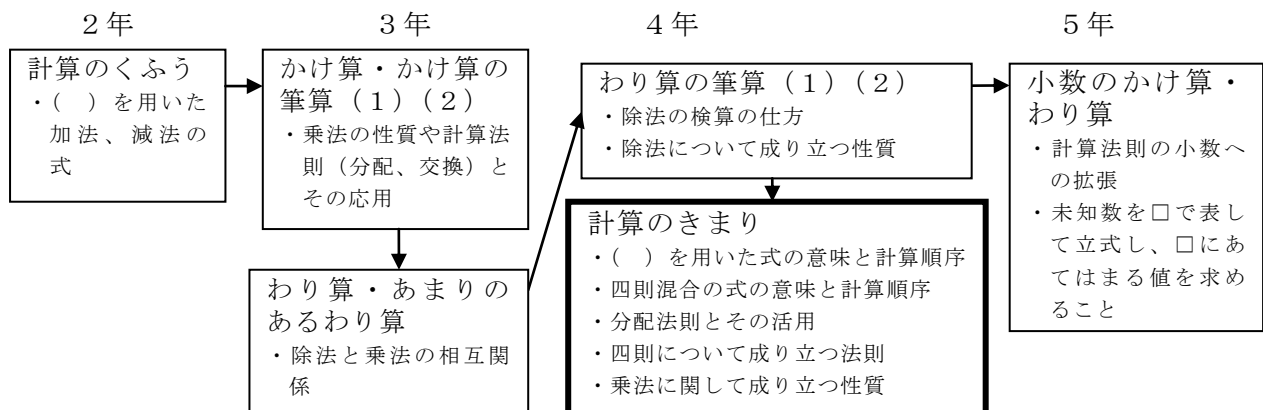 ２年
３年
４年
５年
計算のくふう
・(　)を用いた
加法、減法の
式
かけ算・かけ算の
筆算（１）（２）
・乗法の性質や計算法
則（分配、交換）と
その応用
わり算・あまりの
あるわり算
・除法と乗法の相互関
係
わり算の筆算（１）（２）
・除法の検算の仕方
・除法について成り立つ性質
計算のきまり
・(　)を用いた式の意味と計算順序
・四則混合の式の意味と計算順序
・分配法則とその活用
・四則について成り立つ法則
・乗法に関して成り立つ性質
小数のかけ算・
わり算
・計算法則の小数へ
の拡張
・未知数を□で表し
て立式し、□にあ
てはまる値を求め
ること